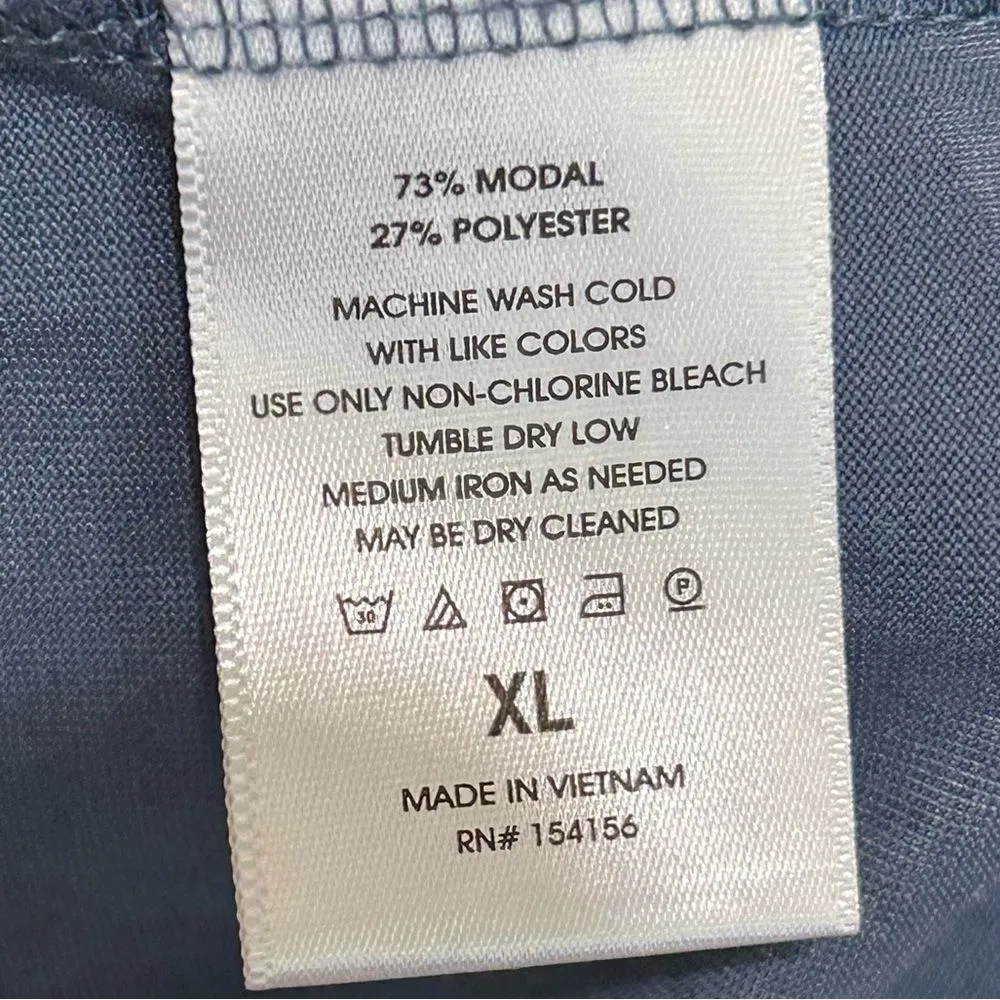 73% MODAL
27% POLYESTER
MACHINE WASH COLD
WITH LIKE COLORS
USE ONLY NON-CHLORINE BLEACH
TUMBLE DRY LOW
MEDIUM IRON AS NEEDED
MAY BE DRY CLEANED
30 P
XL
MADE IN VIETNAM
RN# 154156